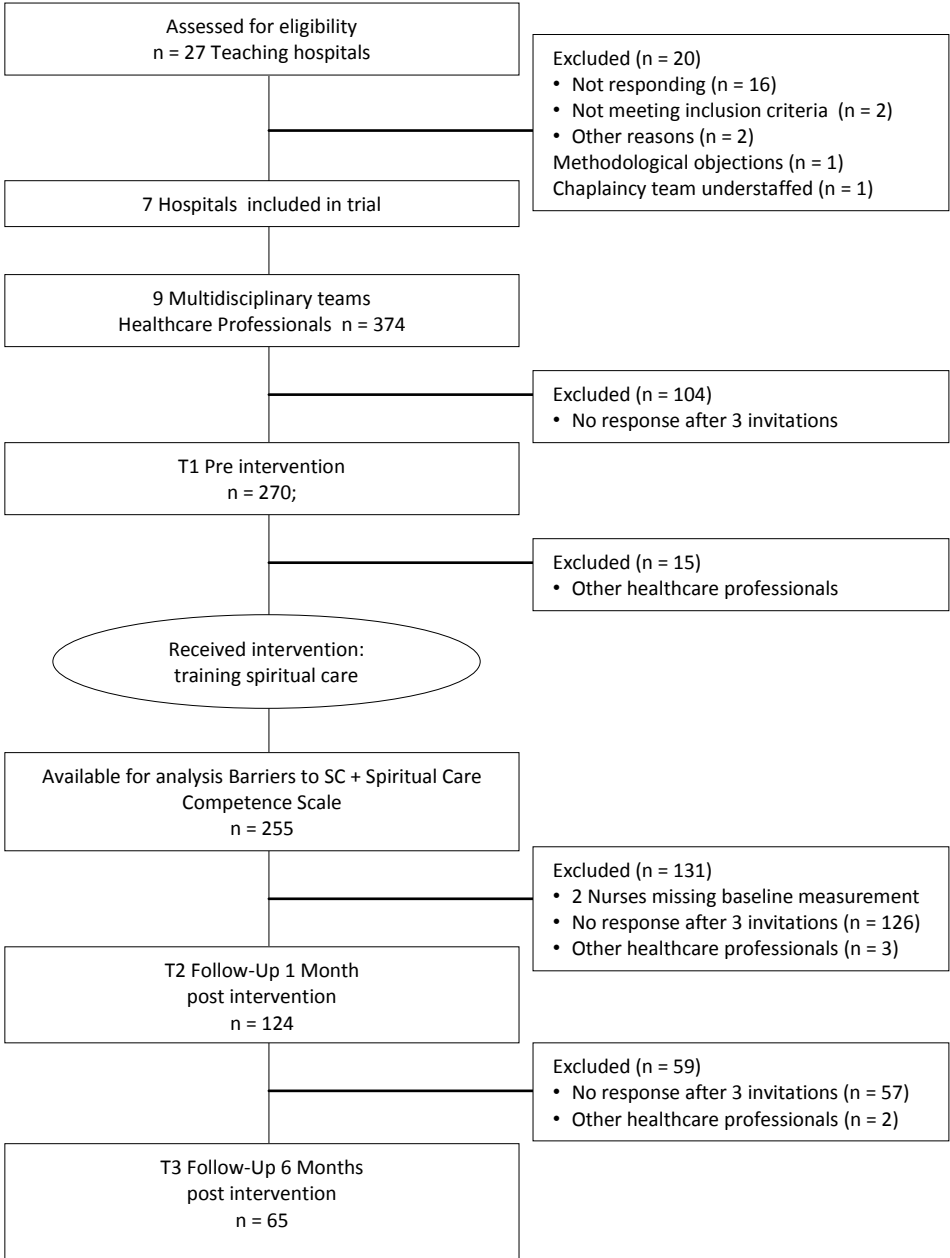 Assessed for eligibility
n = 27 Teaching hospitals
Excluded (n = 20)
• Not responding (n = 16)
• Not meeting inclusion criteria (n = 2)
• Other reasons (n = 2)
Methodological objections (n = 1)
Chaplaincy team understaffed (n = 1)
7 Hospitals included in trial
9 Multidisciplinary teams
Healthcare Professionals n = 374
Excluded (n = 104)
• No response after 3 invitations
T1 Pre intervention
n = 270;
Excluded (n = 15)
• Other healthcare professionals
Received intervention:
training spiritual care
Available for analysis Barriers to SC + Spiritual Care
Competence Scale
n = 255
Excluded (n = 131)
• 2 Nurses missing baseline measurement
• No response after 3 invitations (n = 126)
• Other healthcare professionals (n = 3)
T2 Follow-Up 1 Month
post intervention
n = 124
Excluded (n = 59)
• No response after 3 invitations (n = 57)
• Other healthcare professionals (n = 2)
T3 Follow-Up 6 Months
post intervention
n = 65